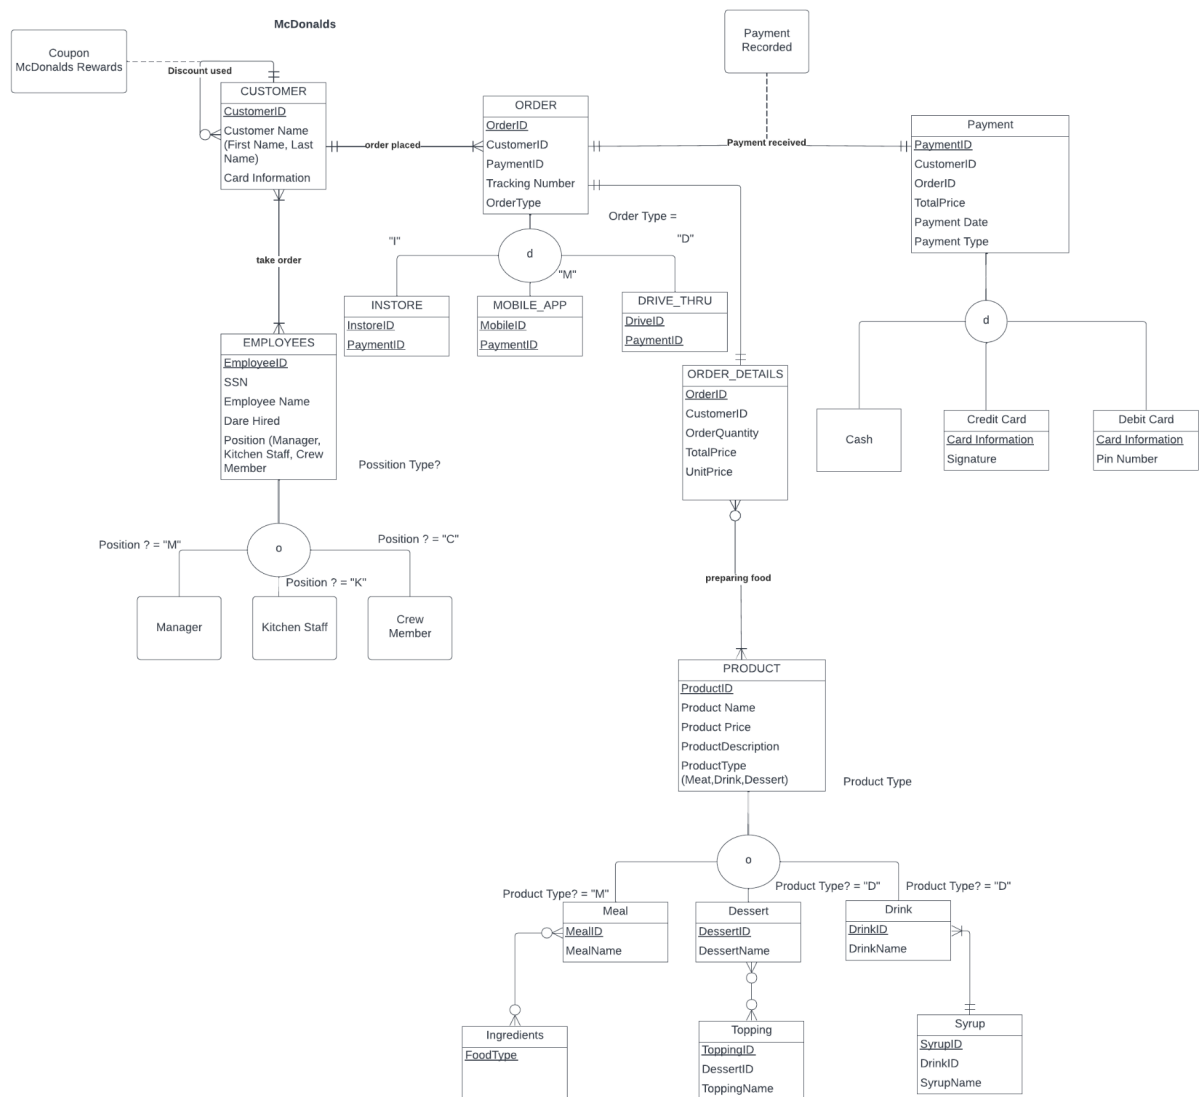 McDonalds
Coupon
McDonalds Rewards
Discount used
Payment
Recorded
CUSTOMER
CustomerID
Customer Name
(First Name, Last
Name)
Card Information
order placed
ORDER
OrderID
CustomerID
PaymentID
Tracking Number
OrderType
Payment received
Payment
PaymentID
CustomerID
OrderID
TotalPrice
Payment Date
Payment Type
Order Type =
"I"
d
"D"
"M"
take order
INSTORE
InstoreID
PaymentID
MOBILE_APP
MobileID
PaymentID
DRIVE_THRU
DriveID
PaymentID
d
EMPLOYEES
EmployeeID
SSN
Employee Name
Dare Hired
Position (Manager,
Kitchen Staff, Crew
Member
Possition Type?
ORDER_DETAILS
OrderID
CustomerID
OrderQuantity
TotalPrice
UnitPrice
Cash
Credit Card
Card Information
Signature
Debit Card
Card Information
Pin Number
Position ? = "M"
o
Position ? = "C"
Position ? = "K"
Manager
Kitchen Staff
Crew
Member
preparing food
PRODUCT
ProductID
Product Name
Product Price
ProductDescription
ProductType
(Meat,Drink,Dessert)
Product Type
o
Product Type? = "M"
Product Type? = "D"
Product Type? = "D"
Meal
MealID
MealName
Dessert
DessertID
DessertName
Drink
DrinkID
DrinkName
Ingredients
FoodType
Topping
ToppingID
DessertID
ToppingName
Syrup
SyrupID
DrinkID
SyrupName